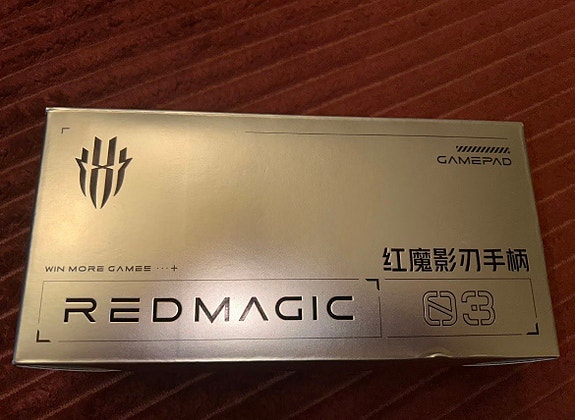 GAMEPAD
WIN MORE GAMES ···+
红魔影刃手柄
REDMAGIC
03